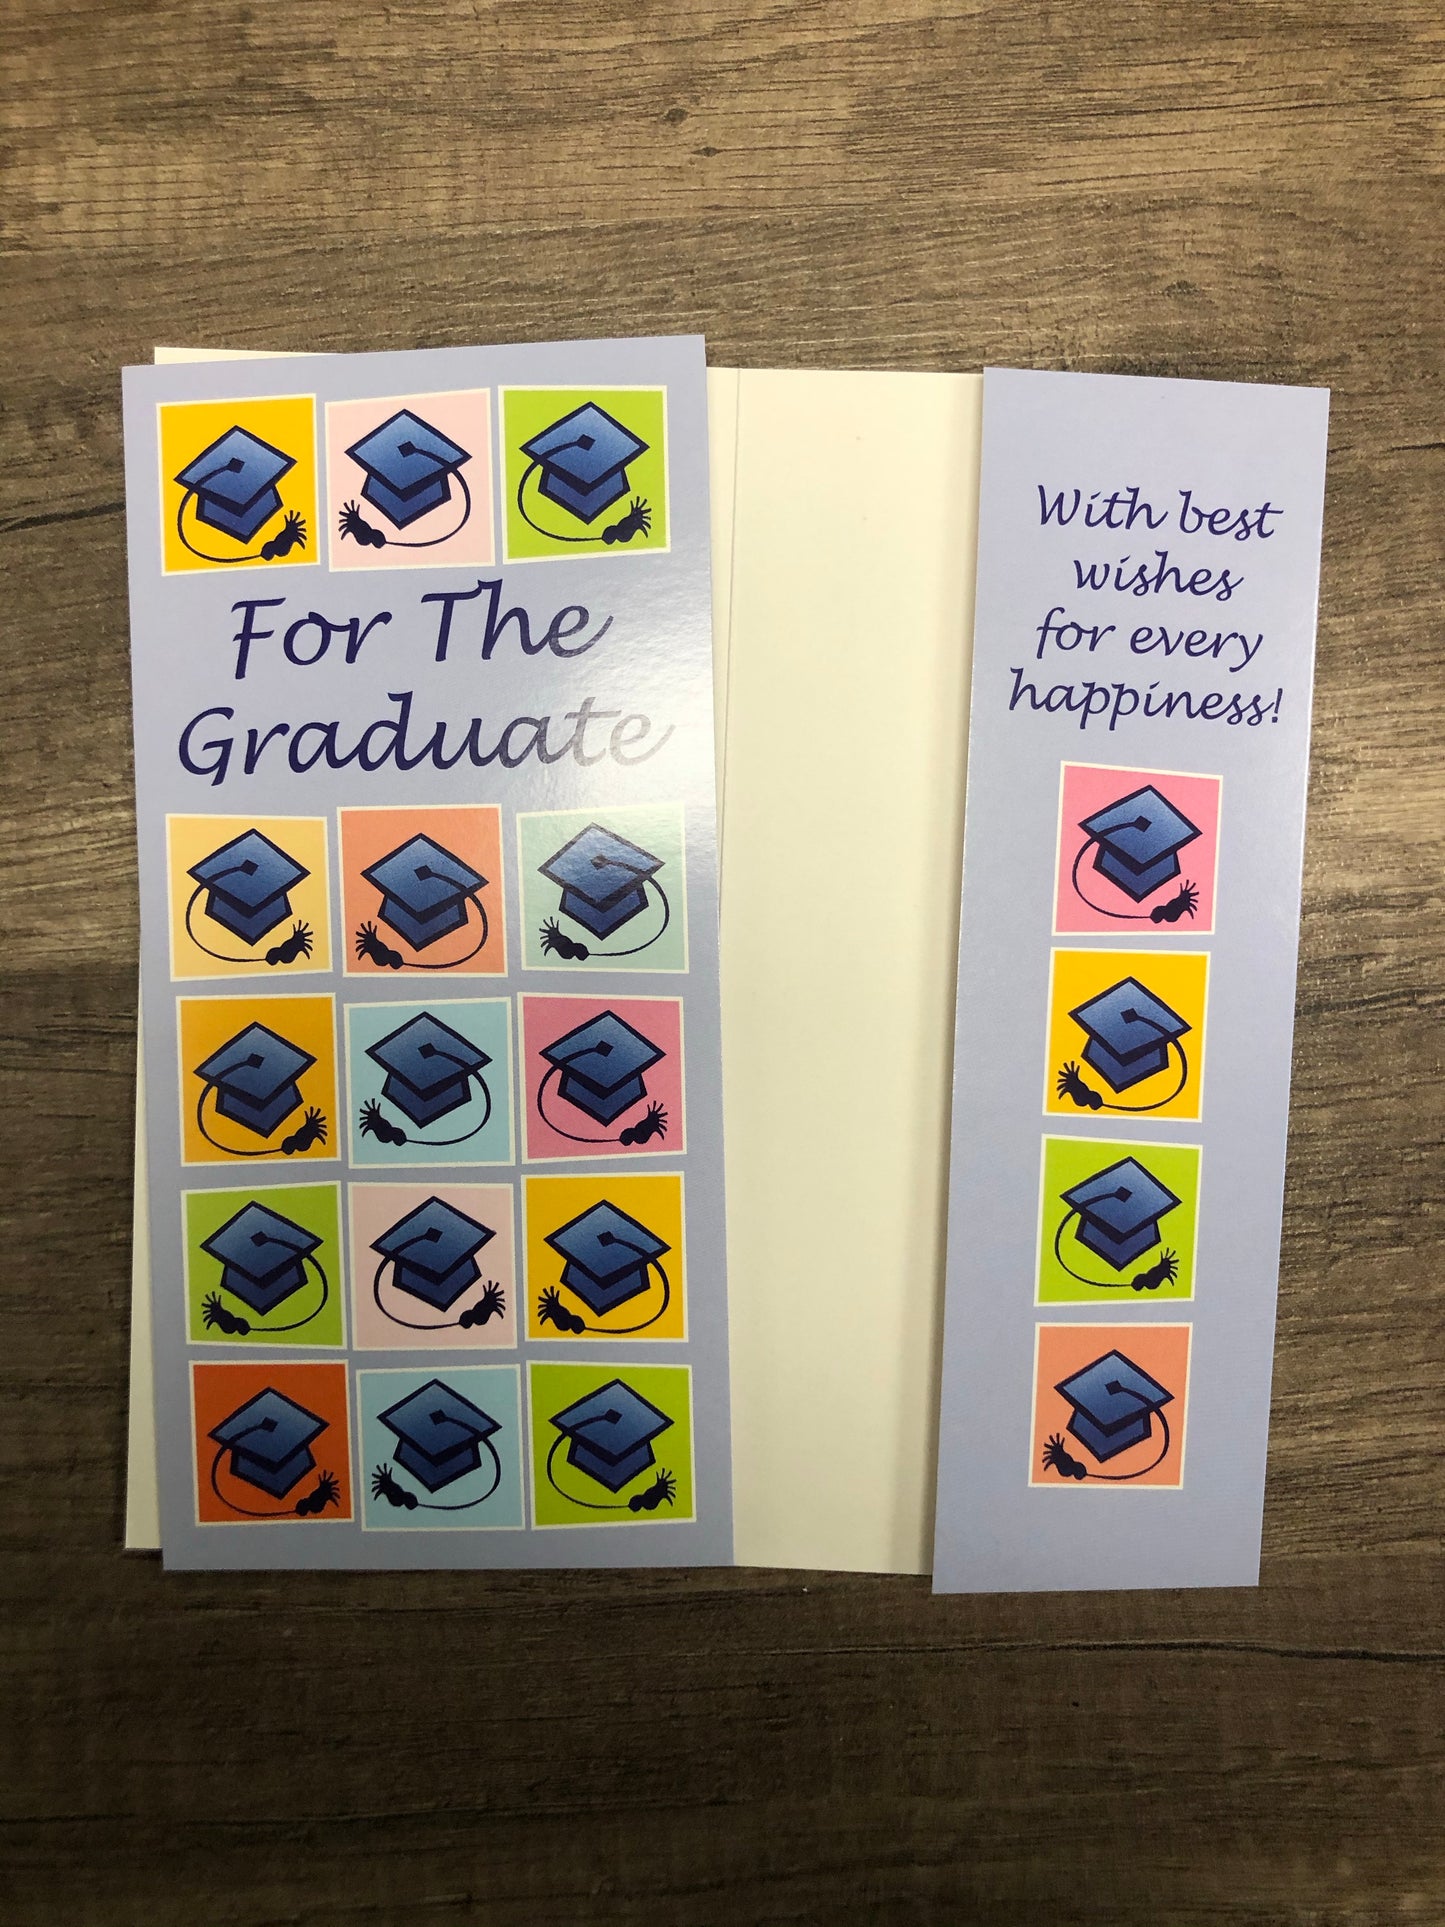 For The
Graduate
With best
wishes
for every
happiness!